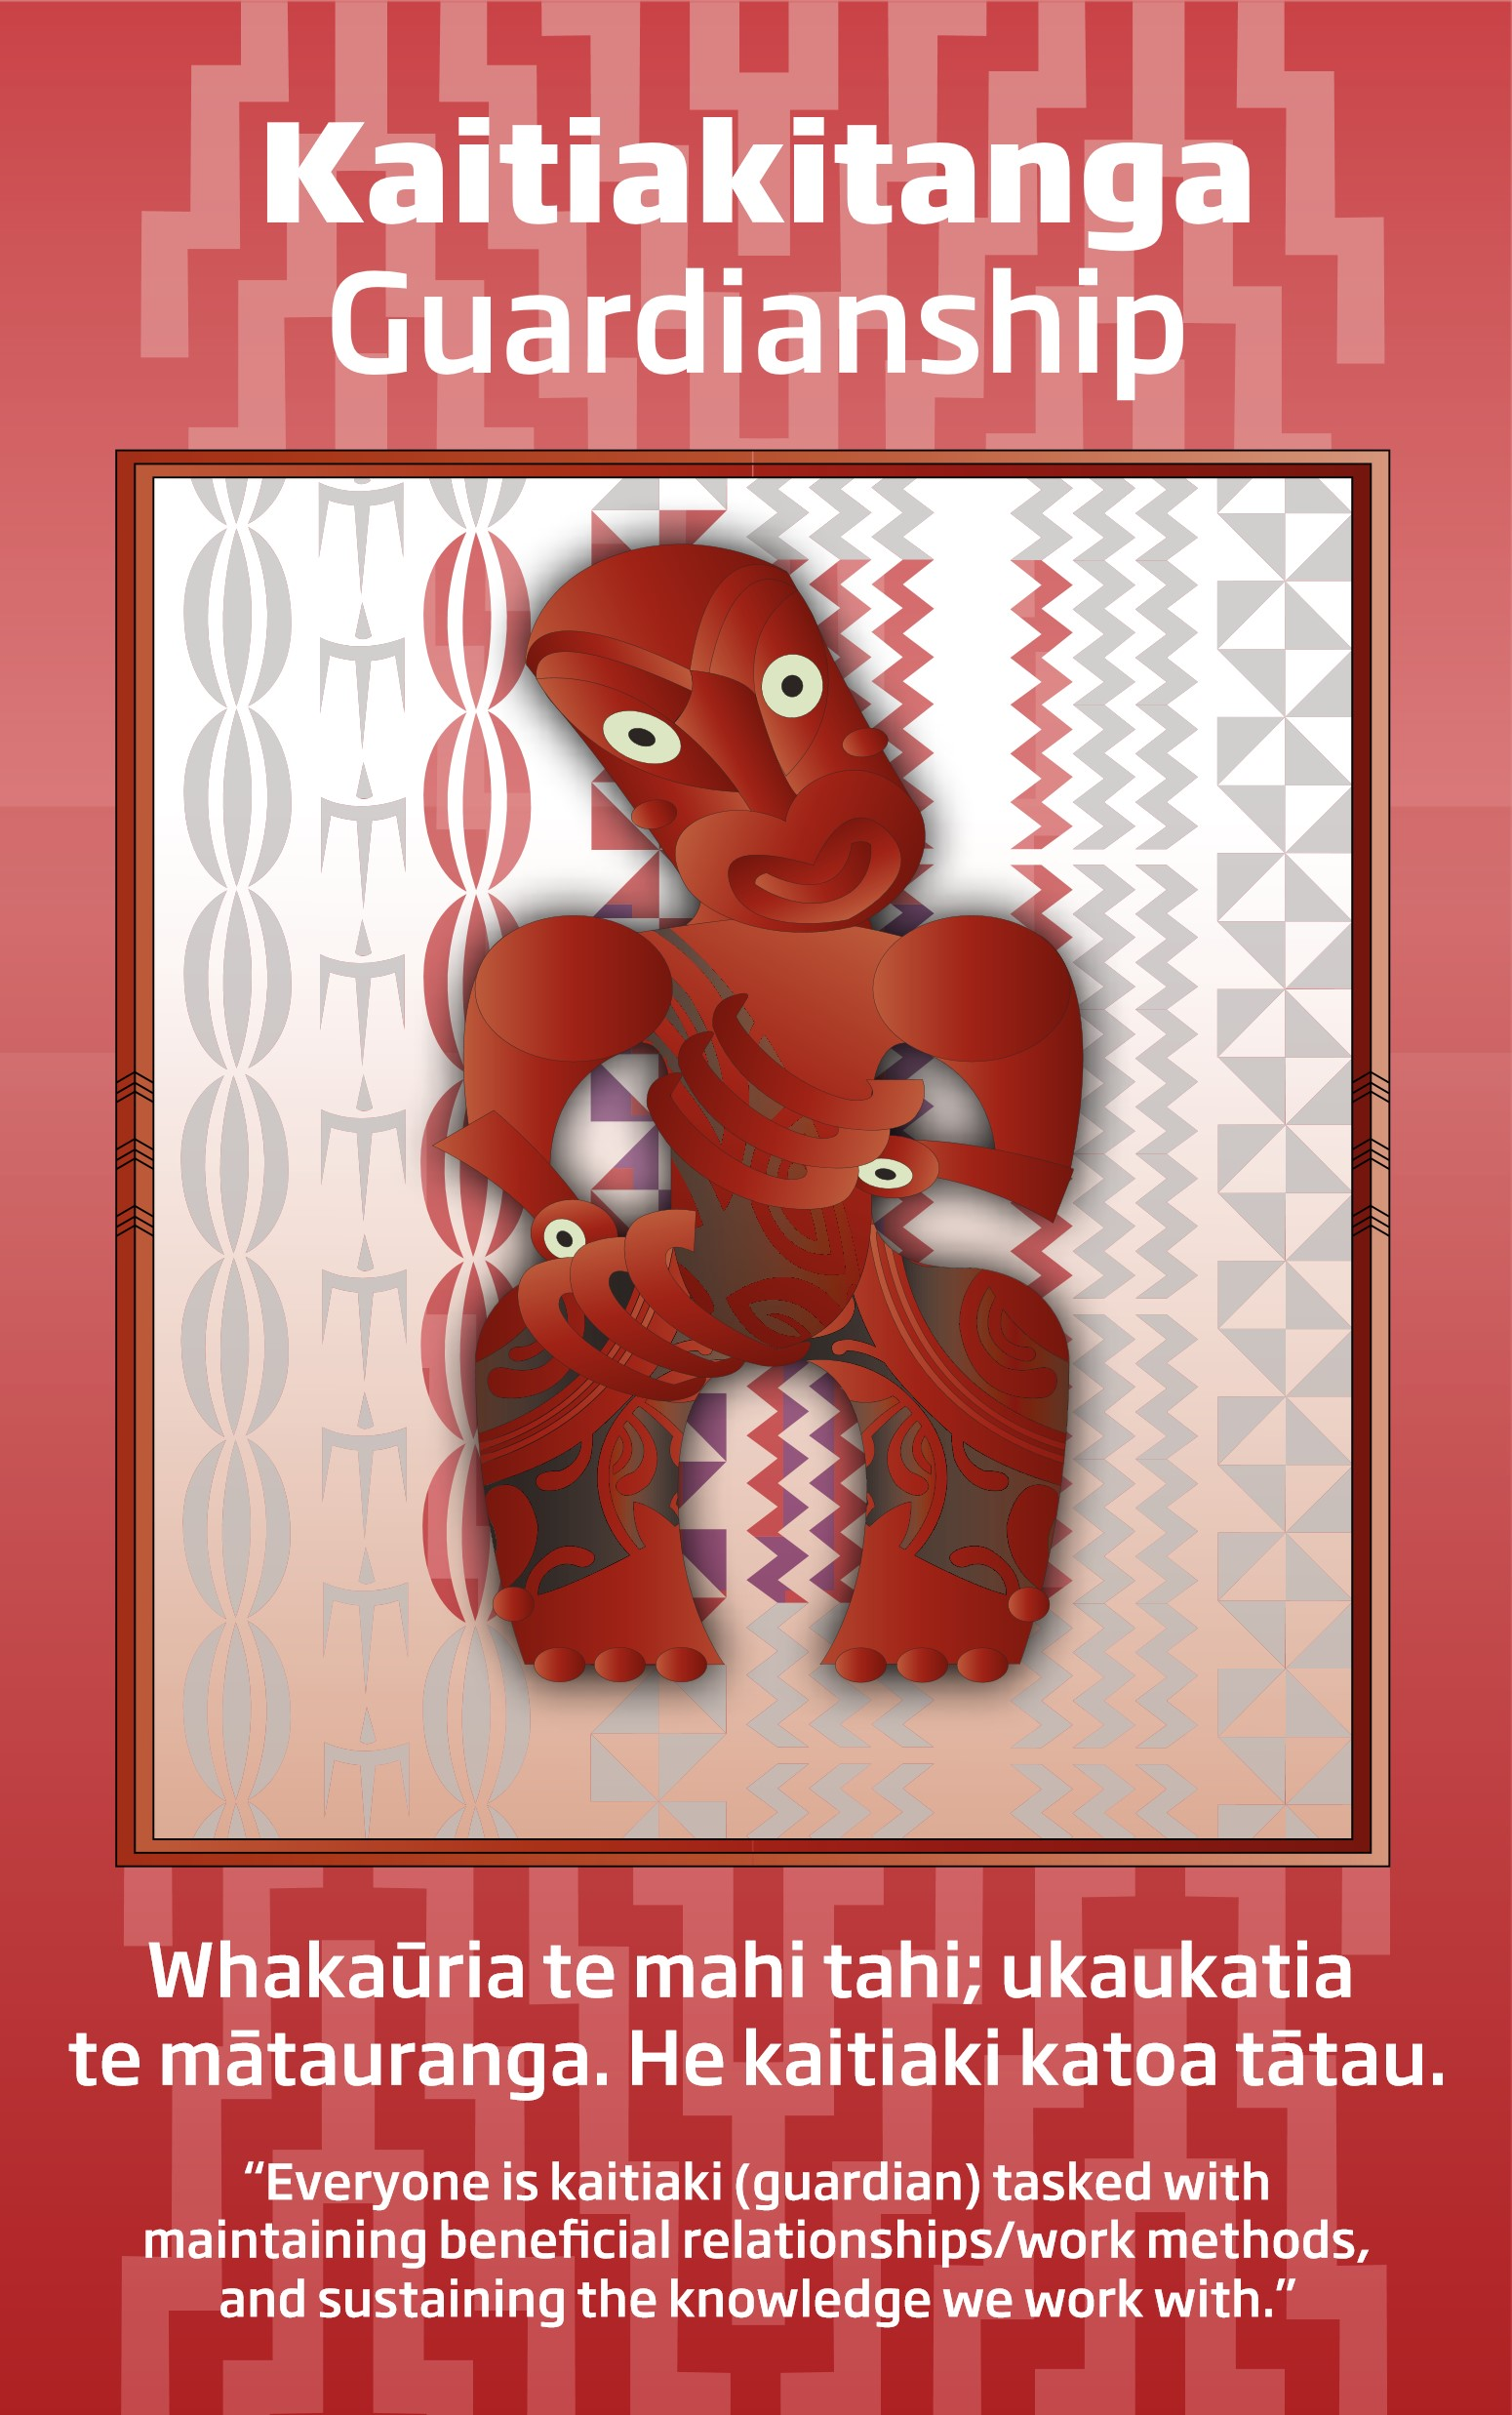 Kaitiakitanga
Guardianship
Whakaūria te mahi tahi; ukaukatia
te mātauranga. He kaitiaki katoa tātau.
“Everyone is kaitiaki (guardian) tasked with
maintaining beneficial relationships/work methods,
and sustaining the knowledge we work with.”